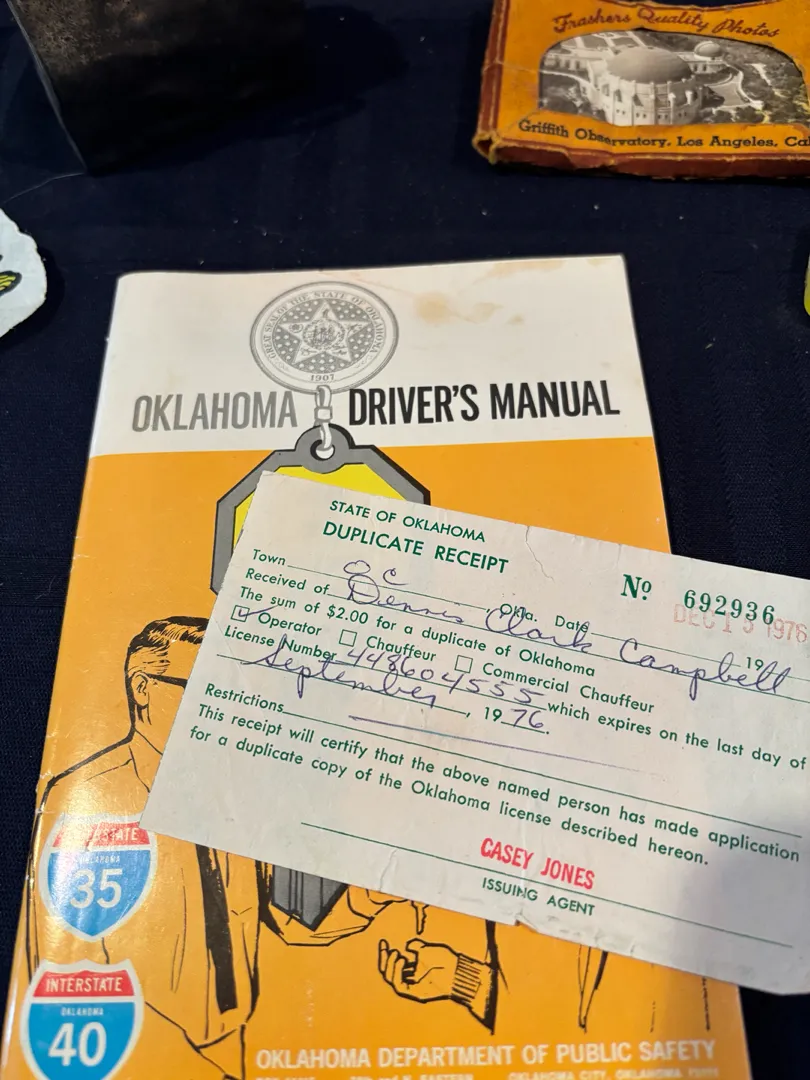 Frashers Quality Photos
Griffith Observatory, Los Angeles, Cal
GREAT SEAL OF THE STATE OF OKLAHOMA
1907
OKLAHOMA DRIVER'S MANUAL
STATE OF OKLAHOMA
DUPLICATE RECEIPT
No 692936
Town O C, Okla. Date 19
DEC 15 1976
Received of Dennis Clark Campbell
The sum of $2.00 for a duplicate of Oklahoma
Operator Chauffeur Commercial Chauffeur
License Number 448604555 which expires on the last day of
September, 1976.
Restrictions
This receipt will certify that the above named person has made application
for a duplicate copy of the Oklahoma license described hereon.
CASEY JONES
ISSUING AGENT
INTERSTATE
OKLAHOMA
35
INTERSTATE
OKLAHOMA
40
OKLAHOMA DEPARTMENT OF PUBLIC SAFETY